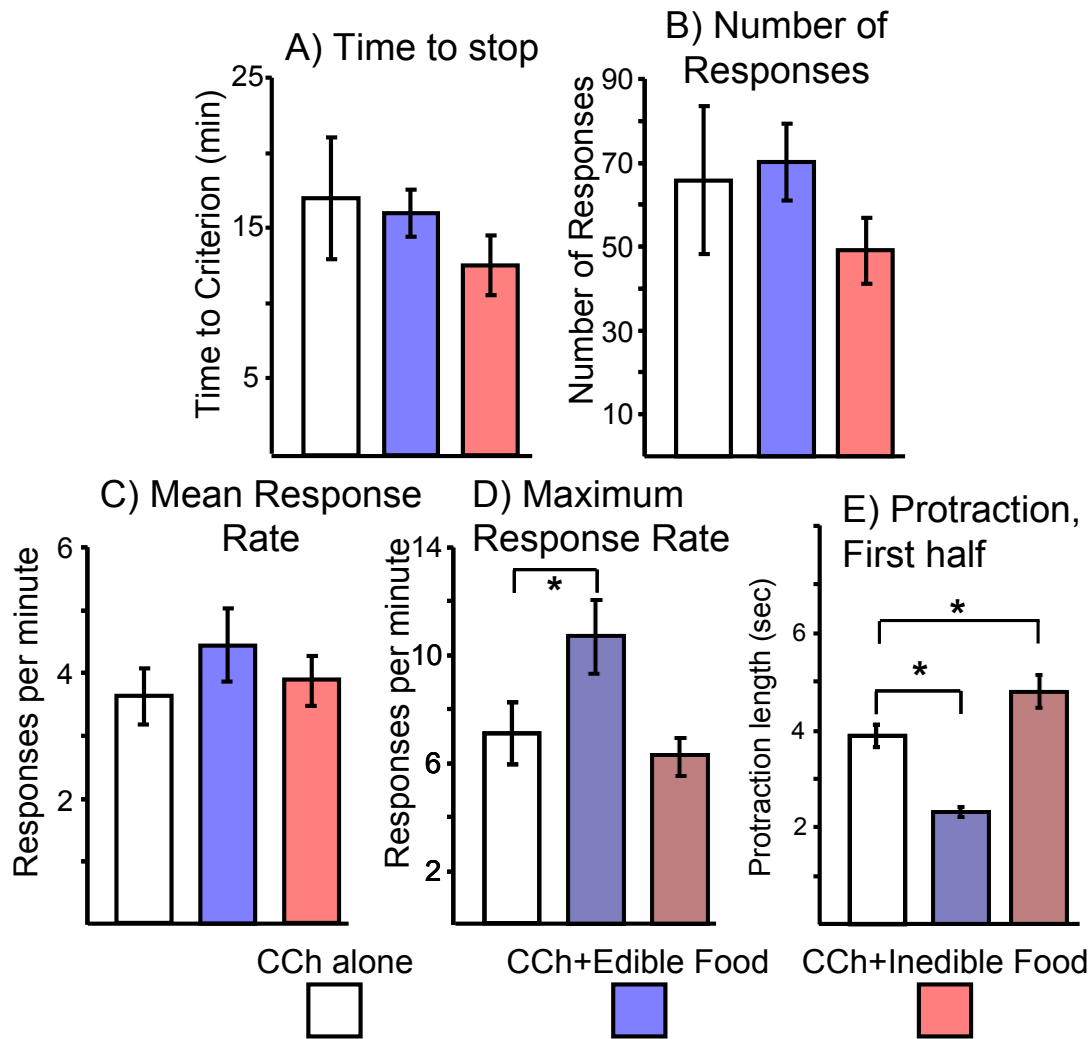 A) Time to stop
25
15
5
Time to Criterion (min)
B) Number of
Responses
90
70
50
30
10
Number of Responses
C) Mean Response
Rate
6
4
2
Responses per minute
D) Maximum
Response Rate
14
10
6
2
Responses per minute
*
E) Protraction,
First half
6
4
2
Protraction length (sec)
*
*
CCh alone
CCh+Edible Food
CCh+Inedible Food